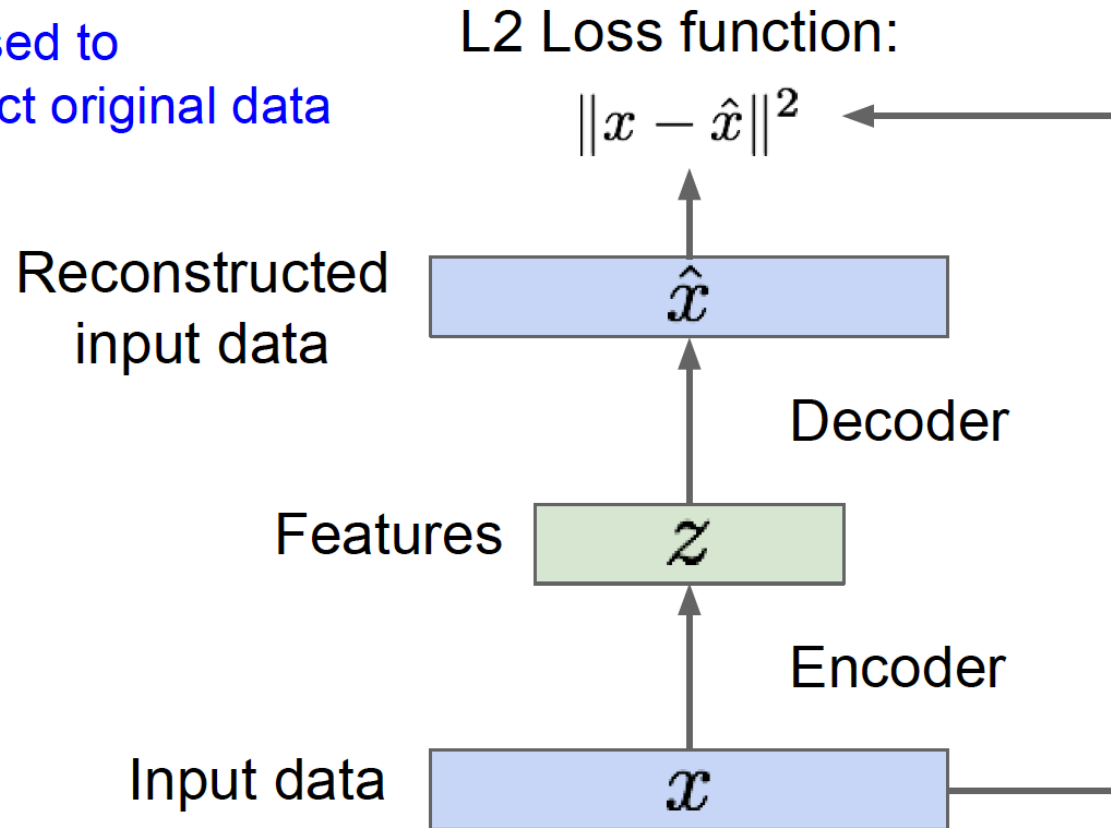 sed to
ct original data
L2 Loss function:
‖x − x̂‖²
Reconstructed
input data
x̂
Decoder
Features
z
Encoder
Input data
x